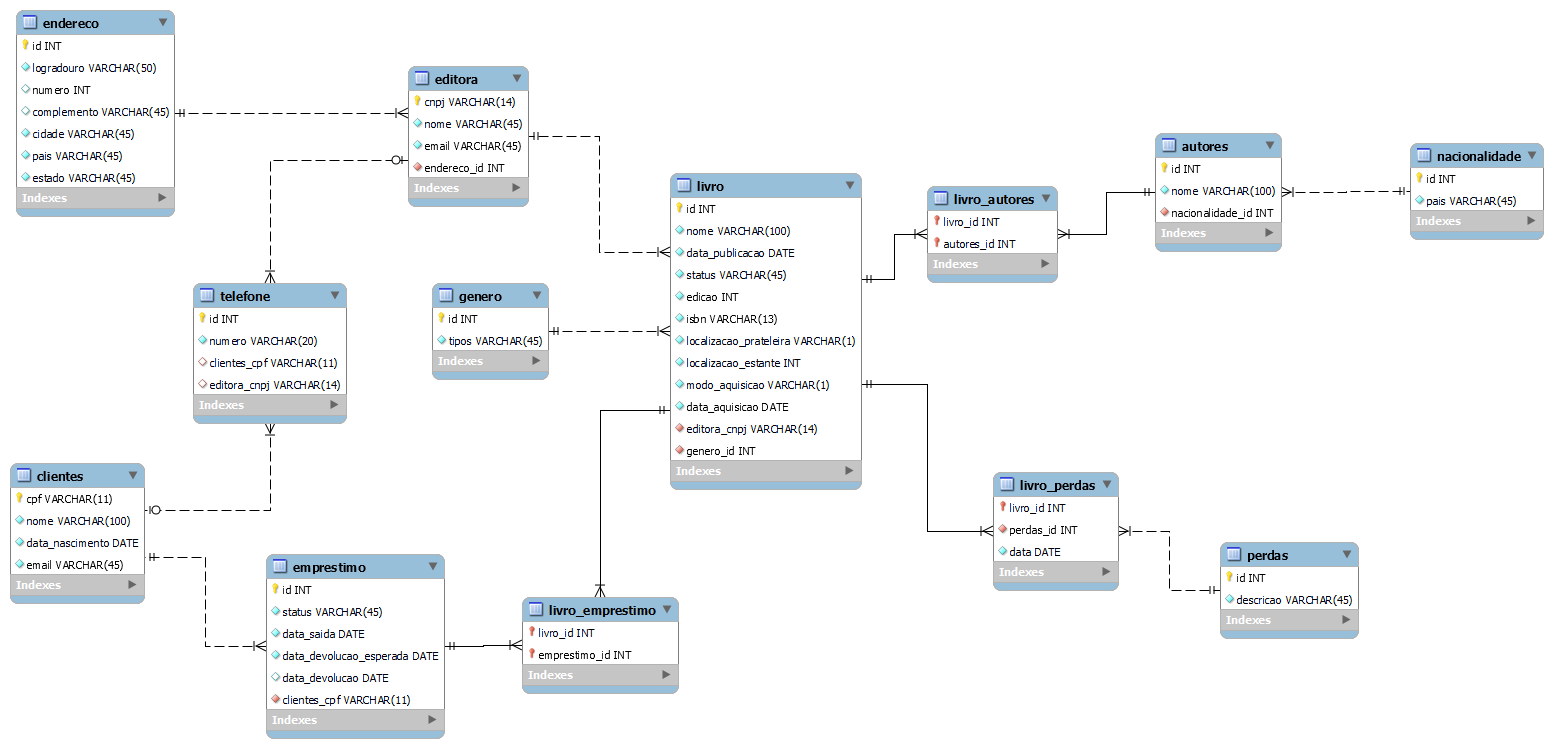 endereco
id INT
logradouro VARCHAR(50)
numero INT
complemento VARCHAR(45)
cidade VARCHAR(45)
pais VARCHAR(45)
estado VARCHAR(45)
Indexes
editora
cnpj VARCHAR(14)
nome VARCHAR(45)
email VARCHAR(45)
endereco_id INT
Indexes
telefone
id INT
numero VARCHAR(20)
clientes_cpf VARCHAR(11)
editora_cnpj VARCHAR(14)
Indexes
genero
id INT
tipos VARCHAR(45)
Indexes
livro
id INT
nome VARCHAR(100)
data_publicacao DATE
status VARCHAR(45)
edicao INT
isbn VARCHAR(13)
localizacao_prateleira VARCHAR(1)
localizacao_estante INT
modo_aquisicao VARCHAR(1)
data_aquisicao DATE
editora_cnpj VARCHAR(14)
genero_id INT
Indexes
livro_autores
livro_id INT
autores_id INT
Indexes
autores
id INT
nome VARCHAR(100)
nacionalidade_id INT
Indexes
nacionalidade
id INT
pais VARCHAR(45)
Indexes
clientes
cpf VARCHAR(11)
nome VARCHAR(100)
data_nascimento DATE
email VARCHAR(45)
Indexes
emprestimo
id INT
status VARCHAR(45)
data_saida DATE
data_devolucao_esperada DATE
data_devolucao DATE
clientes_cpf VARCHAR(11)
Indexes
livro_emprestimo
livro_id INT
emprestimo_id INT
Indexes
livro_perdas
livro_id INT
perdas_id INT
data DATE
Indexes
perdas
id INT
descricao VARCHAR(45)
Indexes